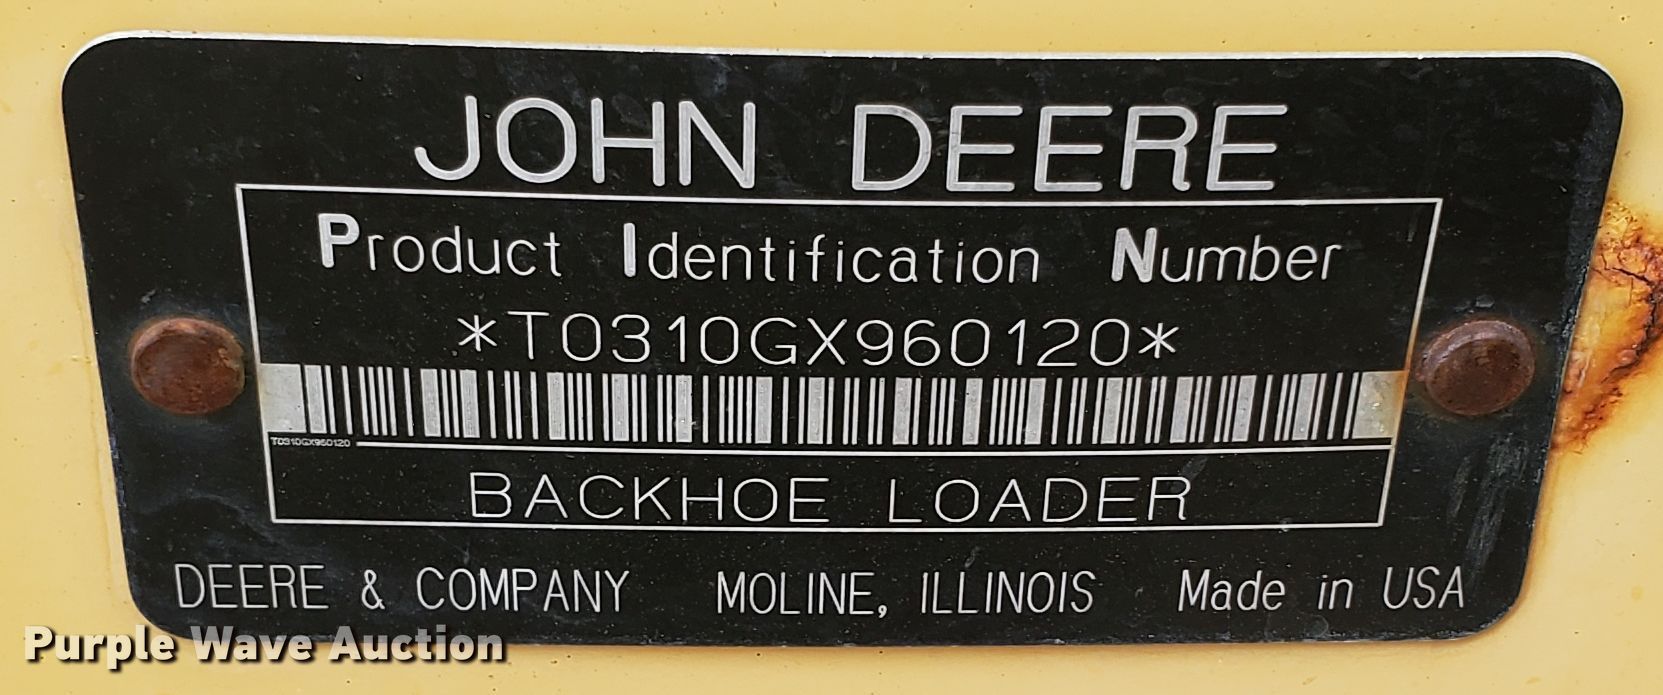 JOHN DEERE
Product Identification Number
*T0310GX960120*
T0310GX960120
BACKHOE LOADER
DEERE & COMPANY MOLINE, ILLINOIS Made in USA
Purple Wave Auction